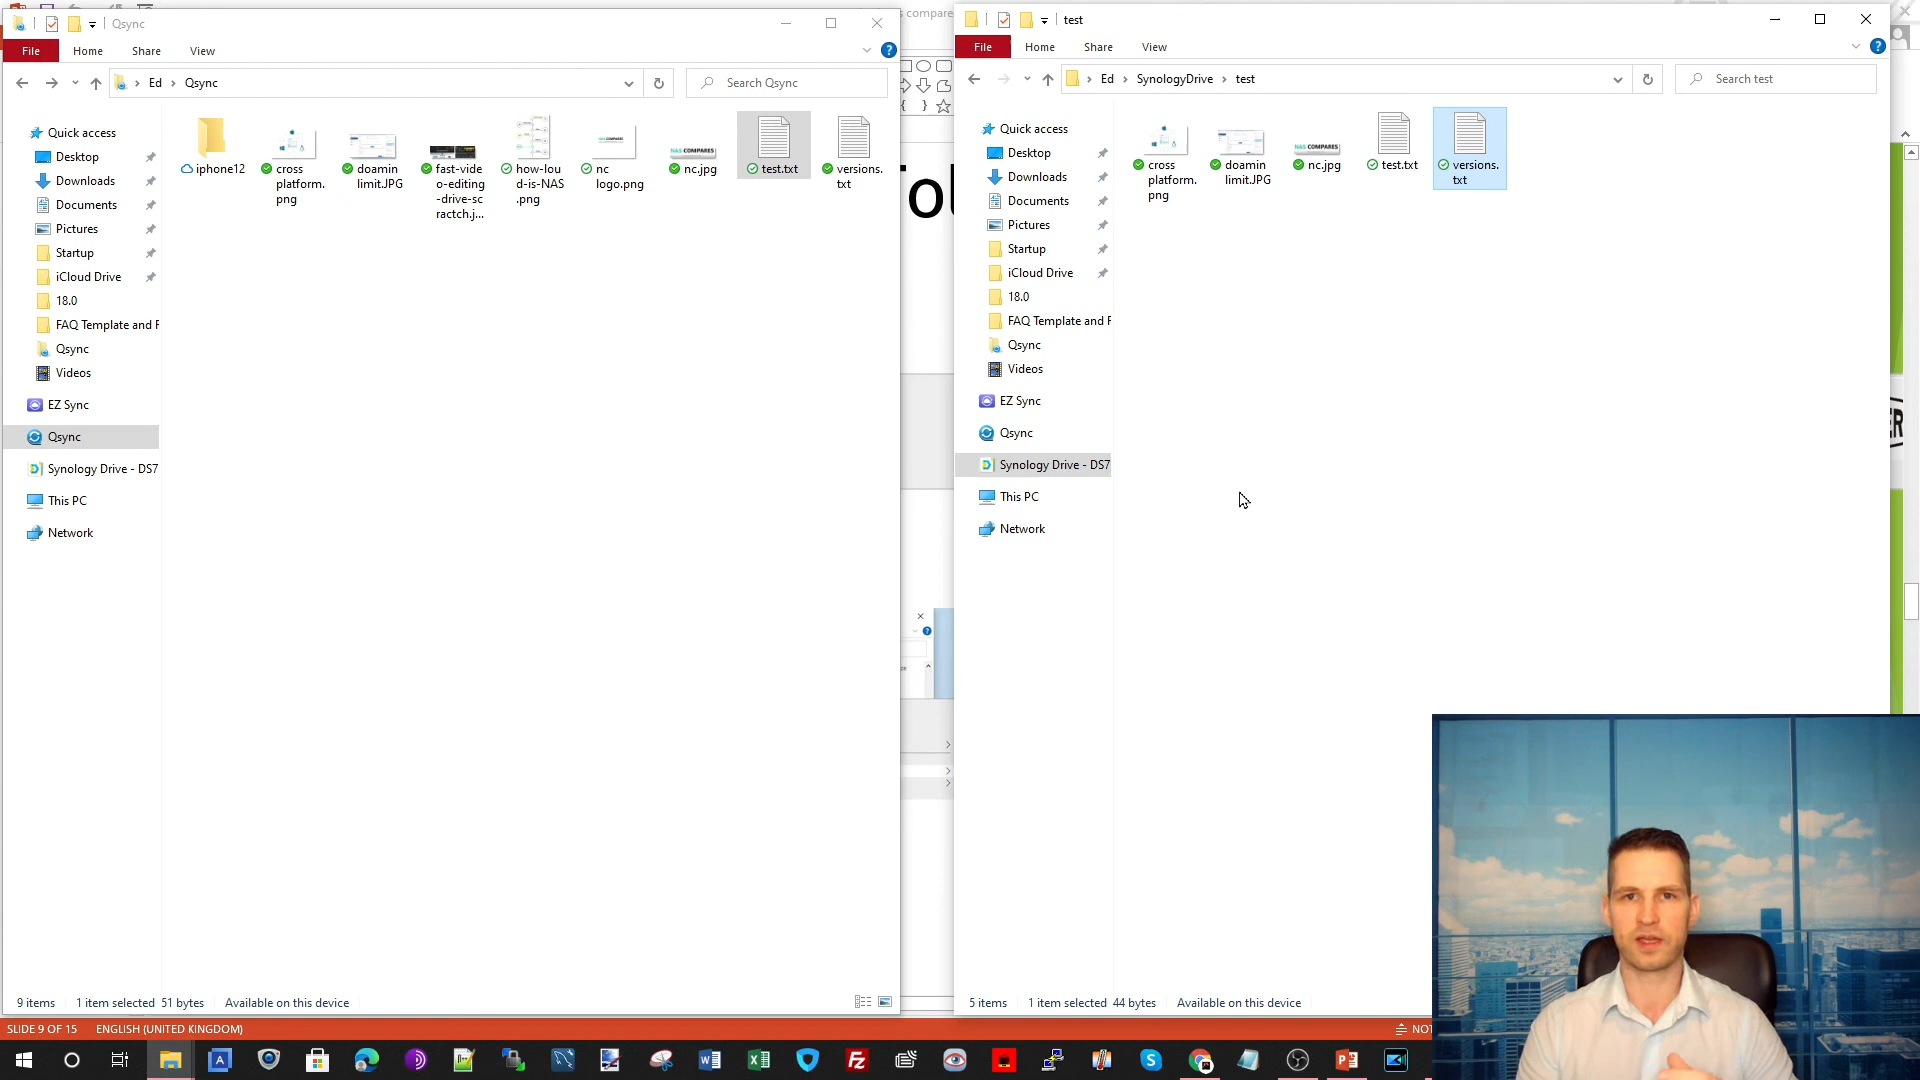 Qsync
File
Home
Share
View
Ed
Qsync
Search Qsync
Quick access
Desktop
Downloads
Documents
Pictures
Startup
iCloud Drive
18.0
FAQ Template and F
Qsync
Videos
EZ Sync
Qsync
Synology Drive - DS7
This PC
Network
iphone12
cross
platform.
png
doamin
limit.JPG
fast-vide
o-editing
-drive-sc
ractch.j...
how-lou
d-is-NAS
.png
nc
logo.png
nc.jpg
test.txt
versions.
txt
9 items
1 item selected 51 bytes
Available on this device
s compare
test
File
Home
Share
View
Ed
SynologyDrive
test
Search test
Quick access
Desktop
Downloads
Documents
Pictures
Startup
iCloud Drive
18.0
FAQ Template and F
Qsync
Videos
EZ Sync
Qsync
Synology Drive - DS7
This PC
Network
cross
platform.
png
doamin
limit.JPG
NAS COMPARES
nc.jpg
test.txt
versions.
txt
5 items
1 item selected 44 bytes
Available on this device
SLIDE 9 OF 15
ENGLISH (UNITED KINGDOM)
NOT